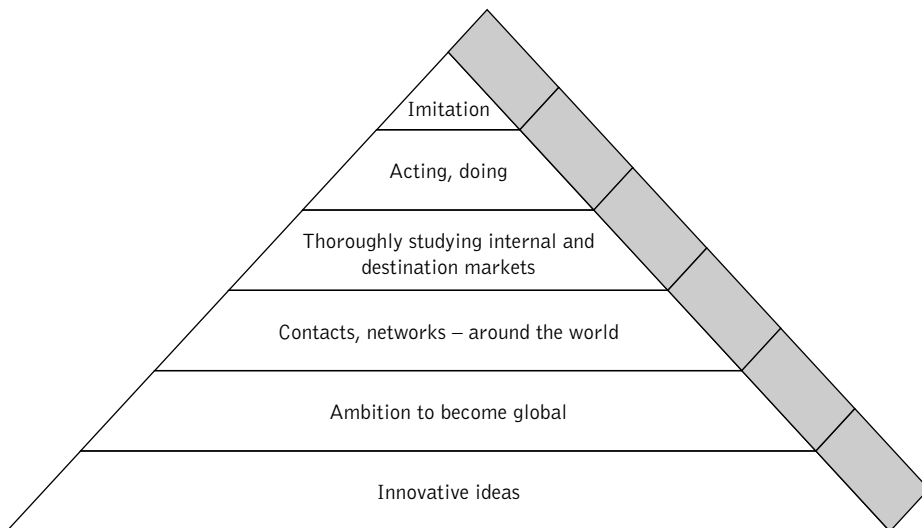 Imitation
Acting, doing
Thoroughly studying internal and
destination markets
Contacts, networks – around the world
Ambition to become global
Innovative ideas